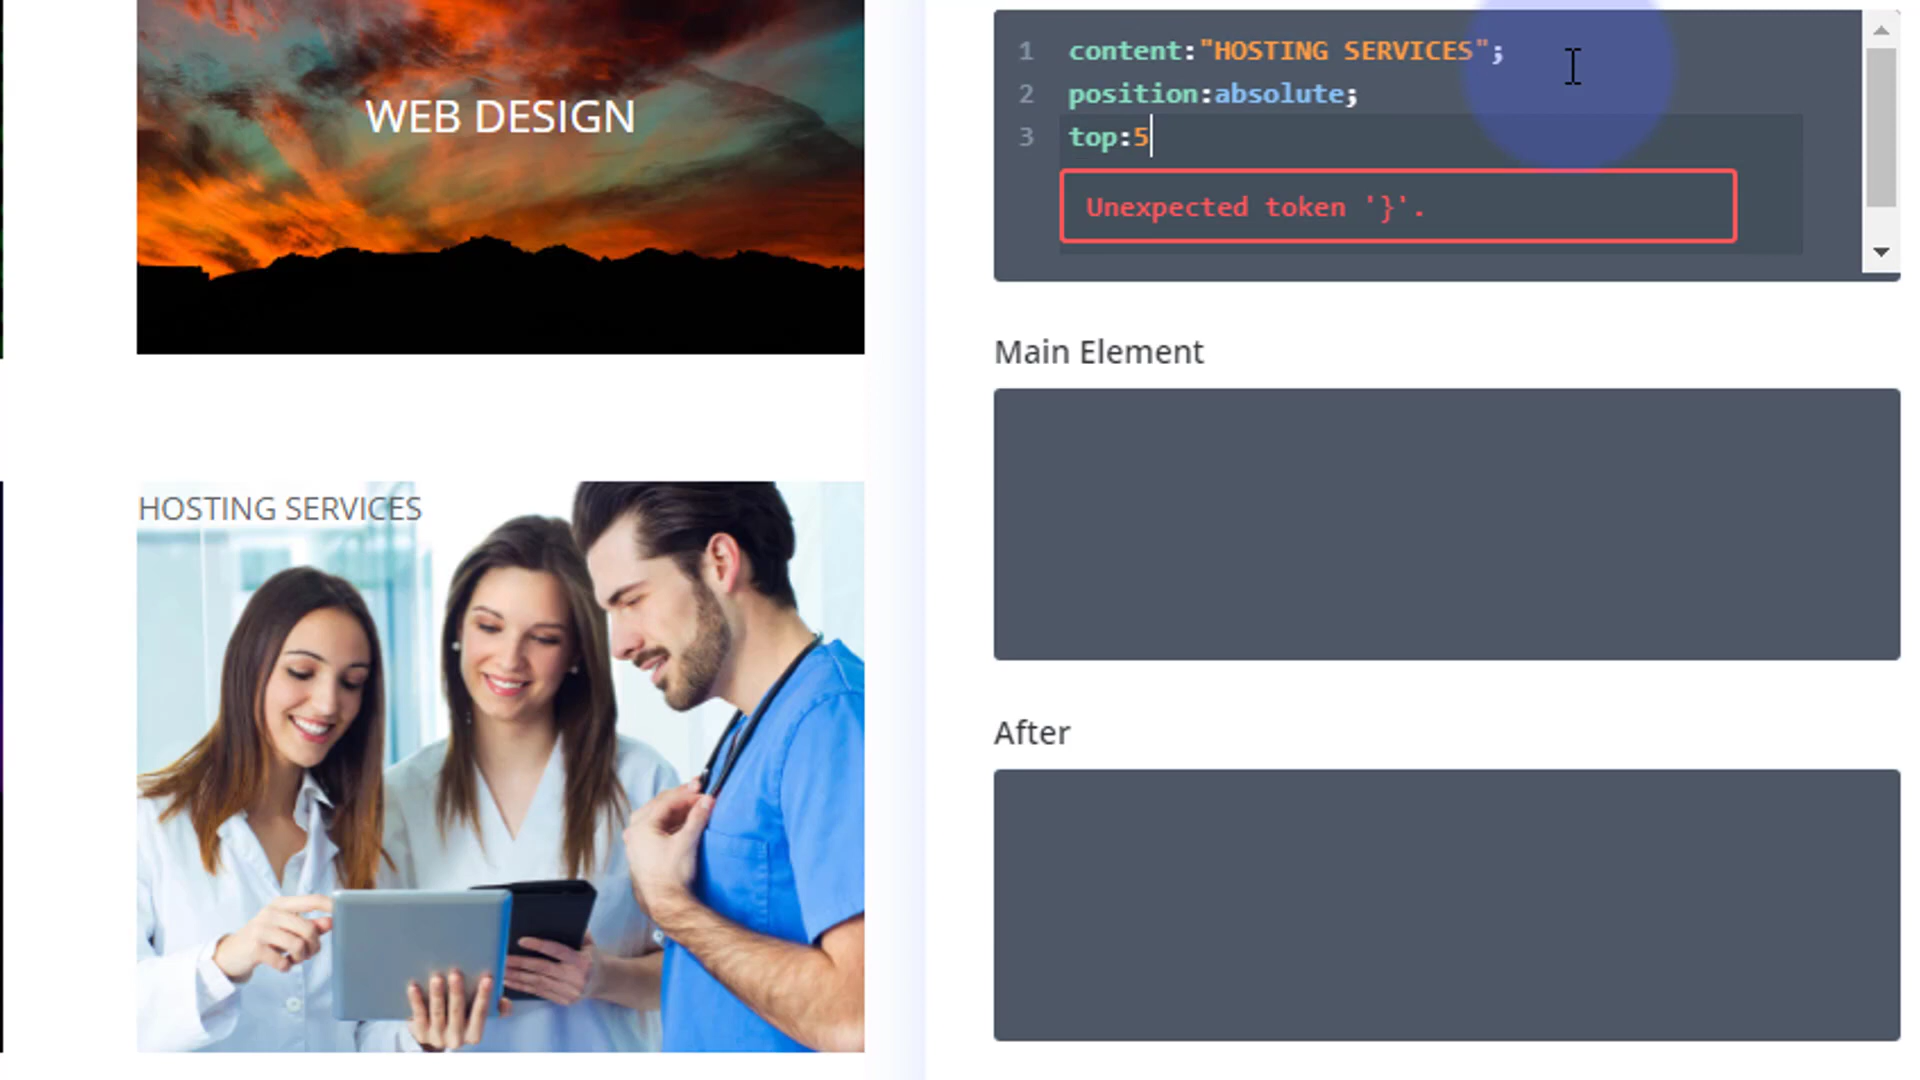 WEB DESIGN
HOSTING SERVICES
1 content:"HOSTING SERVICES";
2 position:absolute;
3 top:5
Unexpected token '}'.
Main Element
After